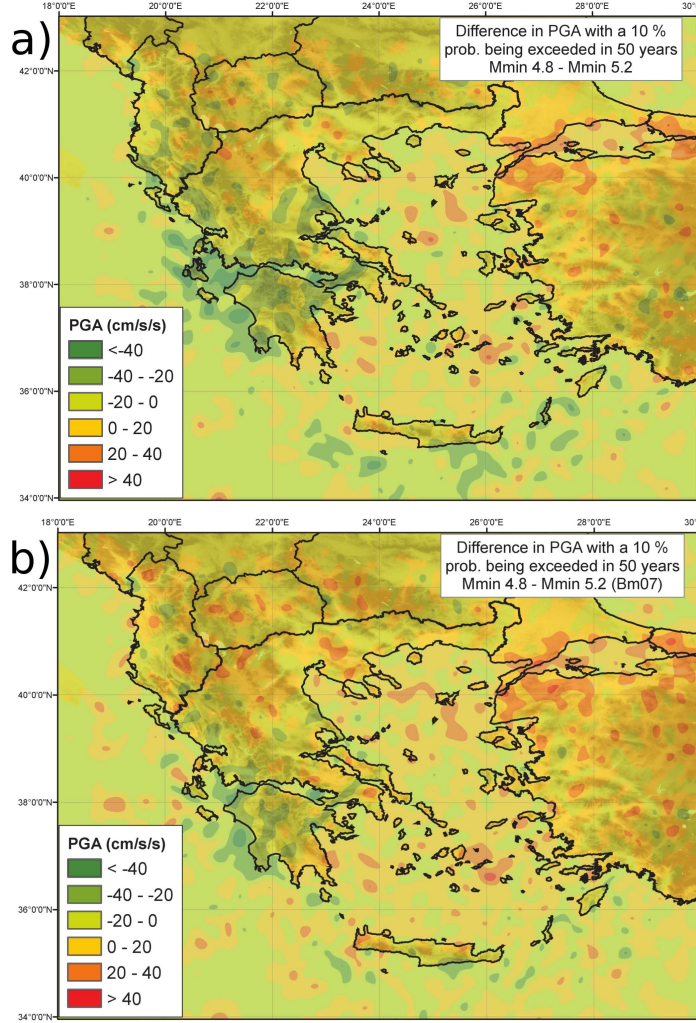 18°0'0"E 20°0'0"E 22°0'0"E 24°0'0"E 26°0'0"E 28°0'0"E 30°
a)
Difference in PGA with a 10 %
prob. being exceeded in 50 years
Mmin 4.8 - Mmin 5.2
42°0'0"N
40°0'0"N
38°0'0"N
36°0'0"N
34°0'0"N
PGA (cm/s/s)
<-40
-40 - -20
-20 - 0
0 - 20
20 - 40
> 40
18°0'0"E 20°0'0"E 22°0'0"E 24°0'0"E 26°0'0"E 28°0'0"E 30°
b)
Difference in PGA with a 10 %
prob. being exceeded in 50 years
Mmin 4.8 - Mmin 5.2 (Bm07)
42°0'0"N
40°0'0"N
38°0'0"N
36°0'0"N
34°0'0"N
PGA (cm/s/s)
< -40
-40 - -20
-20 - 0
0 - 20
20 - 40
> 40